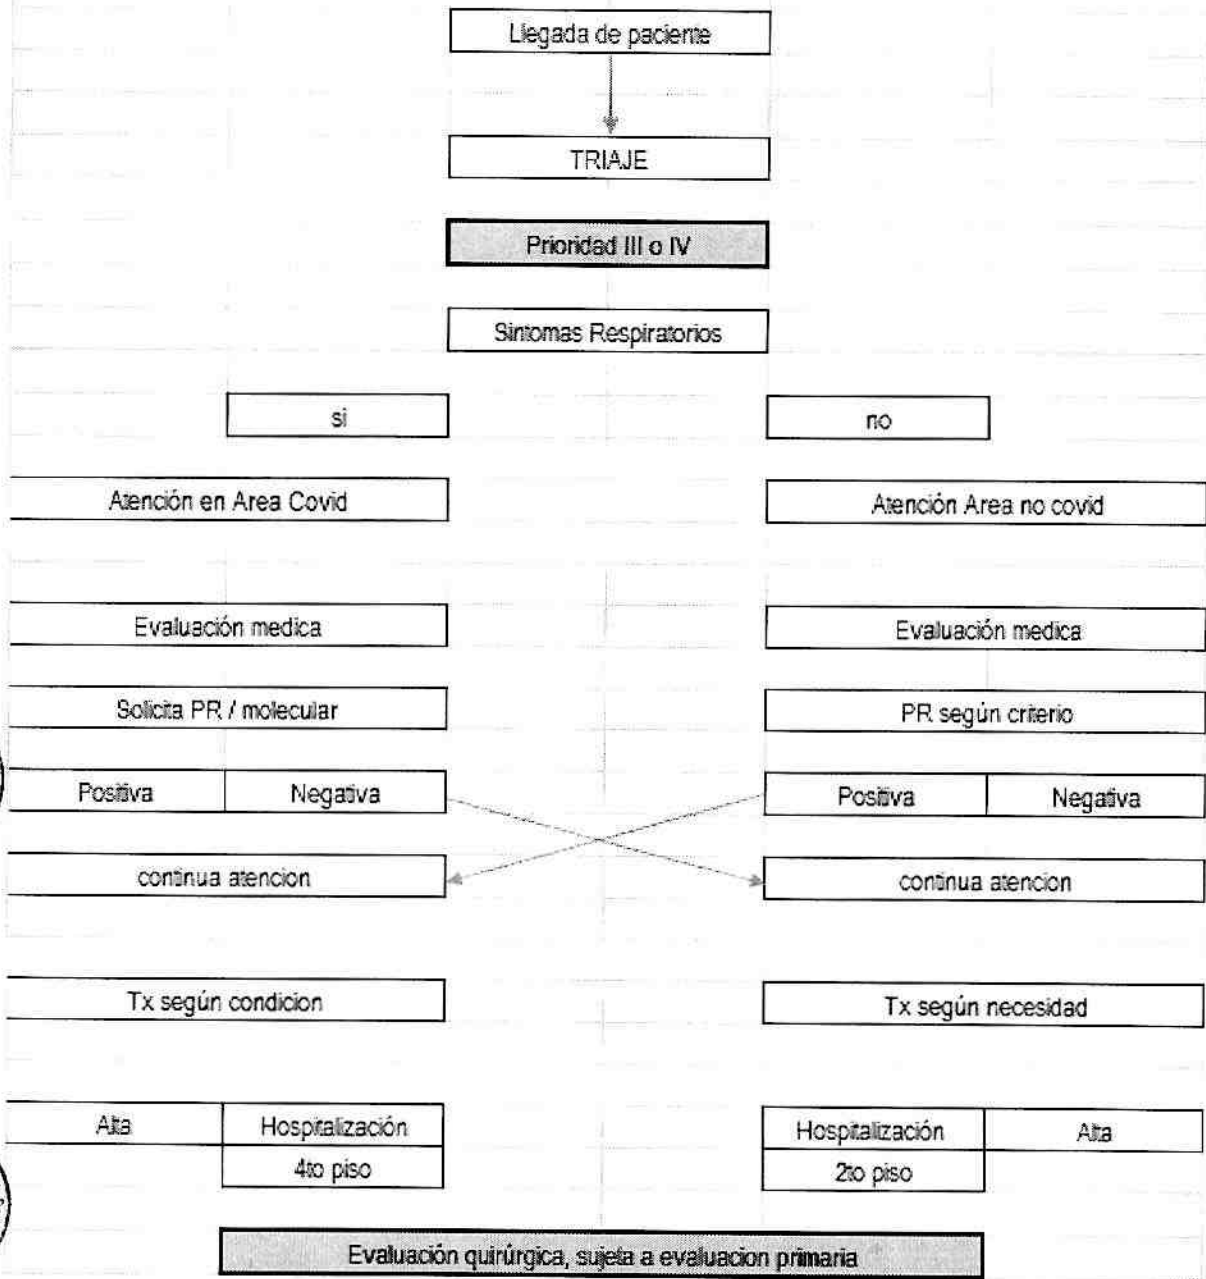 Llegada de paciente
TRIAJE
Prioridad III o IV
Sintomas Respiratorios
si
no
Atención en Area Covid
Atención Area no covid
Evaluación medica
Evaluación medica
Solicita PR / molecular
PR según criterio
Positiva
Negativa
Positiva
Negativa
continua atencion
continua atencion
Tx según condicion
Tx según necesidad
Alta
Hospitalización
Hospitalización
Alta
4to piso
2to piso
Evaluación quirúrgica, sujeta a evaluacion primaria